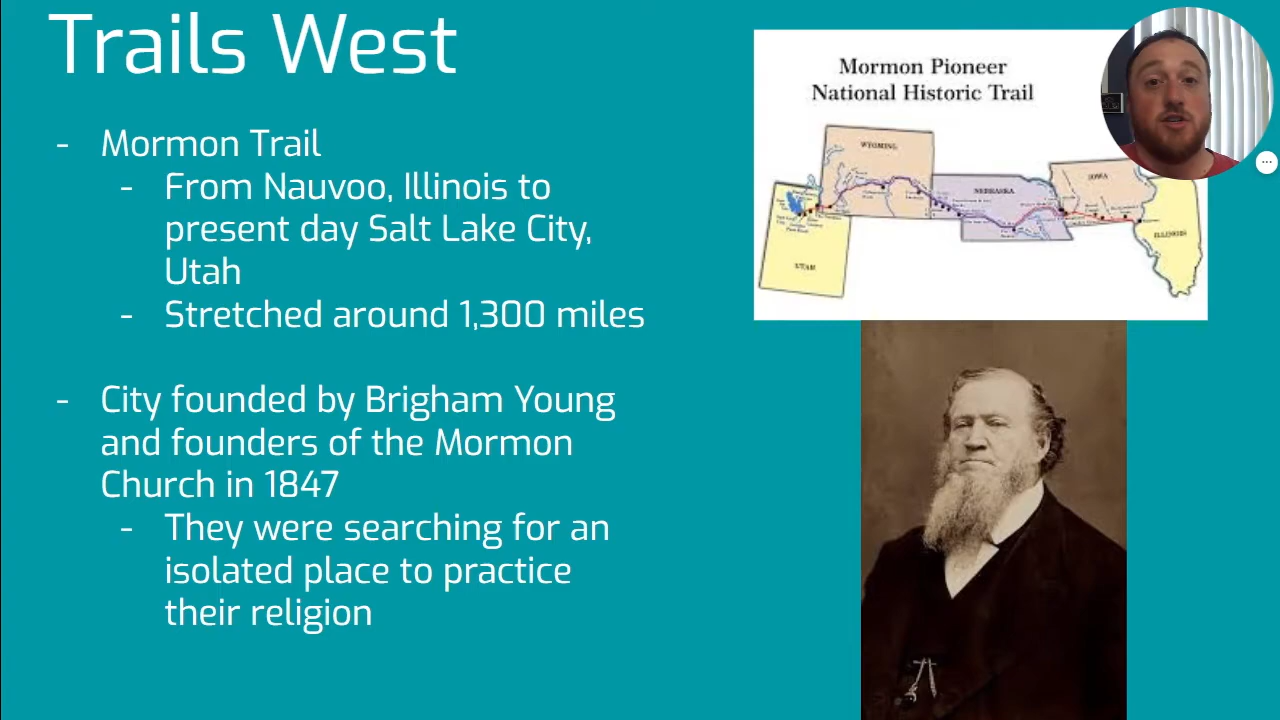 Trails West
- Mormon Trail
- From Nauvoo, Illinois to
present day Salt Lake City,
Utah
- Stretched around 1,300 miles
- City founded by Brigham Young
and founders of the Mormon
Church in 1847
- They were searching for an
isolated place to practice
their religion
Mormon Pioneer
National Historic Trail
WYOMING
NEBRASKA
IOWA
ILLINOIS
UTAH